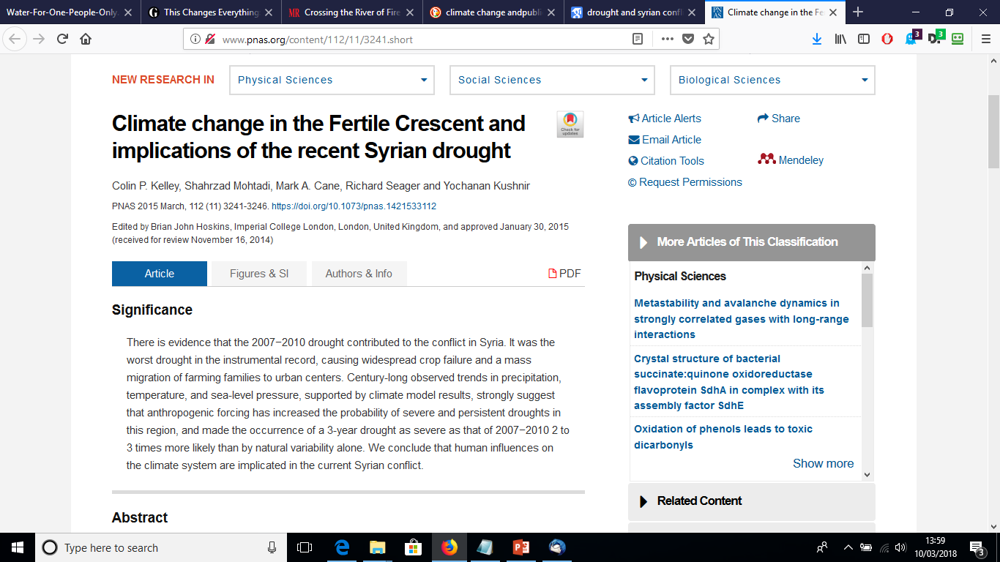 Water-For-One-People-Only.
This Changes Everything
MR Crossing the River of Fire
climate change andpubli
drought and syrian confl
PNAS Climate change in the Fe
www.pnas.org/content/112/11/3241.short
3
3
NEW RESEARCH IN
Physical Sciences
Social Sciences
Biological Sciences
Climate change in the Fertile Crescent and
implications of the recent Syrian drought
Check for
updates
Colin P. Kelley, Shahrzad Mohtadi, Mark A. Cane, Richard Seager and Yochanan Kushnir
PNAS 2015 March, 112 (11) 3241-3246. https://doi.org/10.1073/pnas.1421533112
Edited by Brian John Hoskins, Imperial College London, London, United Kingdom, and approved January 30, 2015
(received for review November 16, 2014)
Article
Figures & SI
Authors & Info
PDF
Significance
There is evidence that the 2007−2010 drought contributed to the conflict in Syria. It was the
worst drought in the instrumental record, causing widespread crop failure and a mass
migration of farming families to urban centers. Century-long observed trends in precipitation,
temperature, and sea-level pressure, supported by climate model results, strongly suggest
that anthropogenic forcing has increased the probability of severe and persistent droughts in
this region, and made the occurrence of a 3-year drought as severe as that of 2007−2010 2 to
3 times more likely than by natural variability alone. We conclude that human influences on
the climate system are implicated in the current Syrian conflict.
Abstract
Article Alerts
Share
Email Article
Citation Tools
Mendeley
© Request Permissions
More Articles of This Classification
Physical Sciences
Metastability and avalanche dynamics in
strongly correlated gases with long-range
interactions
Crystal structure of bacterial
succinate:quinone oxidoreductase
flavoprotein SdhA in complex with its
assembly factor SdhE
Oxidation of phenols leads to toxic
dicarbonyls
Show more
Related Content
Type here to search
13:59
10/03/2018
3